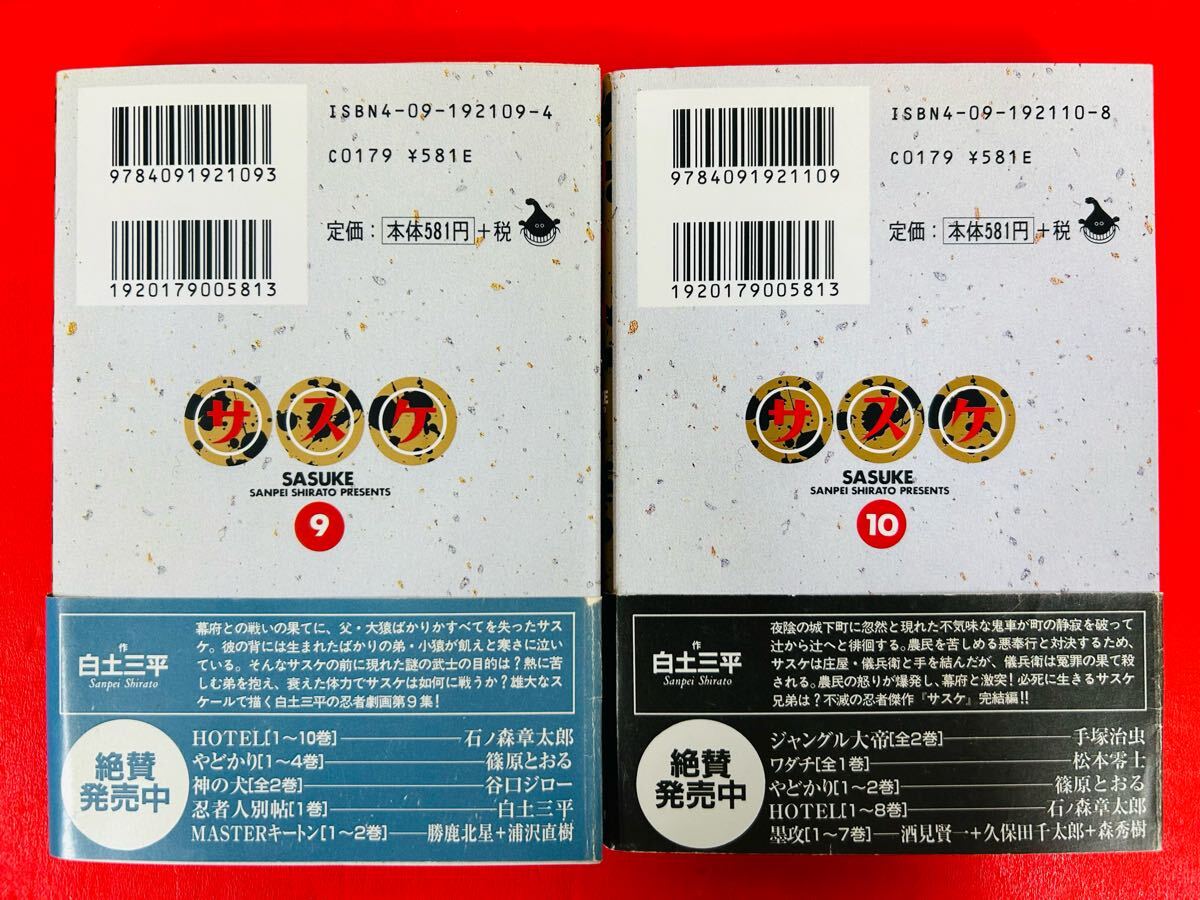 ISBN4-09-192109-4
C0179 ¥581E
9784091921093
定価：本体581円+税
1920179005813
サスケ
SASUKE
SANPEI SHIRATO PRESENTS
9
作
白土三平
Sanpei Shirato
幕府との戦いの果てに、父・大猿ばかりかすべてを失ったサス
ケ。彼の背には生まれたばかりの弟・小猿が飢えと寒さに泣い
ている。そんなサスケの前に現れた謎の武士の目的は？熱に苦
しむ弟を抱え、衰えた体力でサスケは如何に戦うか？雄大なス
ケールで描く白土三平の忍者劇画第9集！
絶賛
発売中
HOTEL[1〜10巻]――石ノ森章太郎
やどかり[1〜4巻]――篠原とおる
神の犬[全2巻]――谷口ジロー
忍者人別帖[1巻]――白土三平
MASTERキートン[1〜2巻]――勝鹿北星+浦沢直樹
ISBN4-09-192110-8
C0179 ¥581E
9784091921109
定価：本体581円+税
1920179005813
サスケ
SASUKE
SANPEI SHIRATO PRESENTS
10
作
白土三平
Sanpei Shirato
夜陰の城下町に忽然と現れた不気味な鬼車が町の静寂を破って
辻から辻へと徘徊する。農民を苦しめる悪奉行と対決するため、
サスケは庄屋・儀兵衛と手を結んだが、儀兵衛は冤罪の果て殺
される。農民の怒りが爆発し、幕府と激突！必死に生きるサスケ
兄弟は？不滅の忍者傑作『サスケ』完結編!!
絶賛
発売中
ジャングル大帝[全2巻]――手塚治虫
ワダチ[全1巻]――松本零士
やどかり[1〜2巻]――篠原とおる
HOTEL[1〜8巻]――石ノ森章太郎
墨攻[1〜7巻]――酒見賢一+久保田千太郎+森秀樹